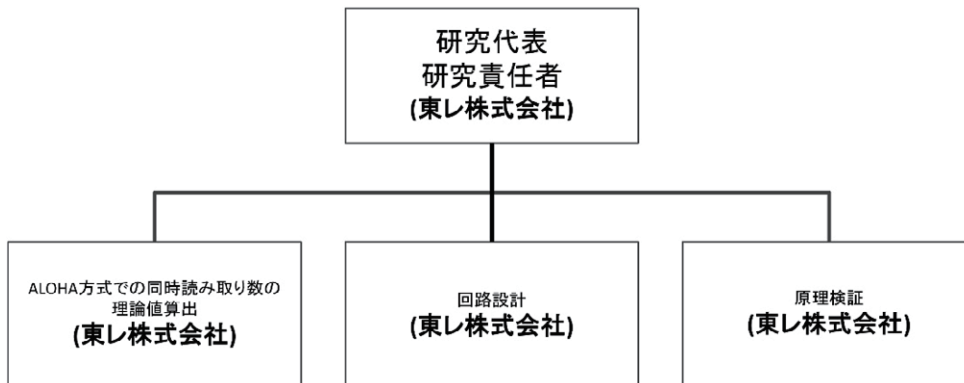 研究代表
研究責任者
(東レ株式会社)
ALOHA方式での同時読み取り数の
理論値算出
(東レ株式会社)
回路設計
(東レ株式会社)
原理検証
(東レ株式会社)